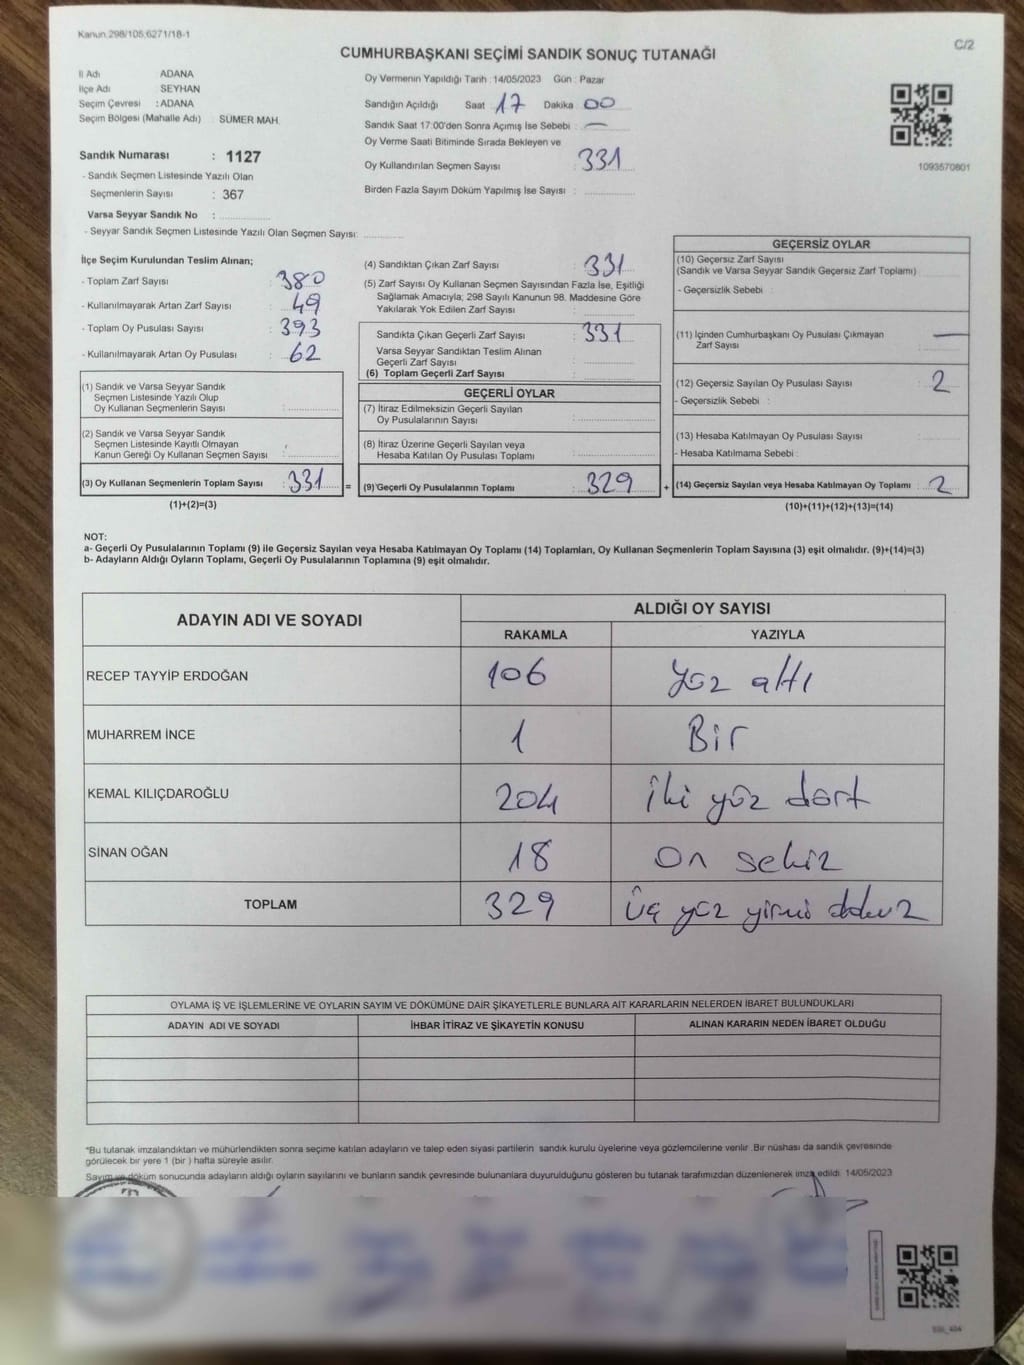 Kanun 298/105,6271/18-1
C/2
CUMHURBAŞKANI SEÇİMİ SANDIK SONUÇ TUTANAĞI
İl Adı ADANA
İlçe Adı SEYHAN
Seçim Çevresi : ADANA
Seçim Bölgesi (Mahalle Adı) : SÜMER MAH.
Sandık Numarası : 1127
- Sandık Seçmen Listesinde Yazılı Olan
Seçmenlerin Sayısı : 367
Varsa Seyyar Sandık No :
- Seyyar Sandık Seçmen Listesinde Yazılı Olan Seçmen Sayısı:
Oy Vermenin Yapıldığı Tarih :14/05/2023 Gün : Pazar
Sandığın Açıldığı Saat 17 Dakika 00
Sandık Saat 17:00'den Sonra Açımış İse Sebebi : —
Oy Verme Saati Bitiminde Sırada Bekleyen ve
Oy Kullandırılan Seçmen Sayısı 331
Birden Fazla Sayım Döküm Yapılmış İse Sayısı :
1093570801
İlçe Seçim Kurulundan Teslim Alınan;
- Toplam Zarf Sayısı : 380
- Kullanılmayarak Artan Zarf Sayısı : 49
- Toplam Oy Pusulası Sayısı : 393
- Kullanılmayarak Artan Oy Pusulası : 62
(1) Sandık ve Varsa Seyyar Sandık
Seçmen Listesinde Yazılı Olup
Oy Kullanan Seçmenlerin Sayısı :
(2) Sandık ve Varsa Seyyar Sandık
Seçmen Listesinde Kayıtlı Olmayan
Kanun Gereği Oy Kullanan Seçmen Sayısı :
(3) Oy Kullanan Seçmenlerin Toplam Sayısı : 331 =
(1)+(2)=(3)
(4) Sandıktan Çıkan Zarf Sayısı : 331
(5) Zarf Sayısı Oy Kullanan Seçmen Sayısından Fazla İse, Eşitliği
Sağlamak Amacıyla; 298 Sayılı Kanunun 98. Maddesine Göre
Yakılarak Yok Edilen Zarf Sayısı :
Sandıkta Çıkan Geçerli Zarf Sayısı : 331
Varsa Seyyar Sandıktan Teslim Alınan
Geçerli Zarf Sayısı :
(6) Toplam Geçerli Zarf Sayısı :
GEÇERLİ OYLAR
(7) İtiraz Edilmeksizin Geçerli Sayılan
Oy Pusulalarının Sayısı :
(8) İtiraz Üzerine Geçerli Sayılan veya
Hesaba Katılan Oy Pusulası Toplamı :
(9) Geçerli Oy Pusulalarının Toplamı : 329 +
GEÇERSİZ OYLAR
(10) Geçersiz Zarf Sayısı
(Sandık ve Varsa Seyyar Sandık Geçersiz Zarf Toplamı) :
- Geçersizlik Sebebi :
(11) İçinden Cumhurbaşkanı Oy Pusulası Çıkmayan
Zarf Sayısı : —
(12) Geçersiz Sayılan Oy Pusulası Sayısı : 2
- Geçersizlik Sebebi :
(13) Hesaba Katılmayan Oy Pusulası Sayısı :
- Hesaba Katılmama Sebebi :
(14) Geçersiz Sayılan veya Hesaba Katılmayan Oy Toplamı : 2
(10)+(11)+(12)+(13)=(14)
NOT:
a- Geçerli Oy Pusulalarının Toplamı (9) ile Geçersiz Sayılan veya Hesaba Katılmayan Oy Toplamı (14) Toplamları, Oy Kullanan Seçmenlerin Toplam Sayısına (3) eşit olmalıdır. (9)+(14)=(3)
b- Adayların Aldığı Oyların Toplamı, Geçerli Oy Pusulalarının Toplamına (9) eşit olmalıdır.
ADAYIN ADI VE SOYADI ALDIĞI OY SAYISI
RAKAMLA YAZIYLA
RECEP TAYYİP ERDOĞAN 106 Yüz altı
MUHARREM İNCE 1 Bir
KEMAL KILIÇDAROĞLU 204 İki yüz dört
SİNAN OĞAN 18 On sekiz
TOPLAM 329 Üç yüz yirmi dokuz
OYLAMA İŞ VE İŞLEMLERİNE VE OYLARIN SAYIM VE DÖKÜMÜNE DAİR ŞİKAYETLERLE BUNLARA AİT KARARLARIN NELERDEN İBARET BULUNDUKLARI
ADAYIN ADI VE SOYADI İHBAR İTİRAZ VE ŞİKAYETİN KONUSU ALINAN KARARIN NEDEN İBARET OLDUĞU
*Bu tutanak imzalandıktan ve mühürlendikten sonra seçime katılan adayların ve talep eden siyasi partilerin sandık kurulu üyelerine veya gözlemcilerine verilir. Bir nüshası da sandık çevresinde
görülecek bir yere 1 (bir ) hafta süreyle asılır.
Sayım ve döküm sonucunda adayların aldığı oyların sayılarını ve bunların sandık çevresinde bulunanlara duyurulduğunu gösteren bu tutanak tarafımızdan düzenlenerek imza edildi. 14/05/2023